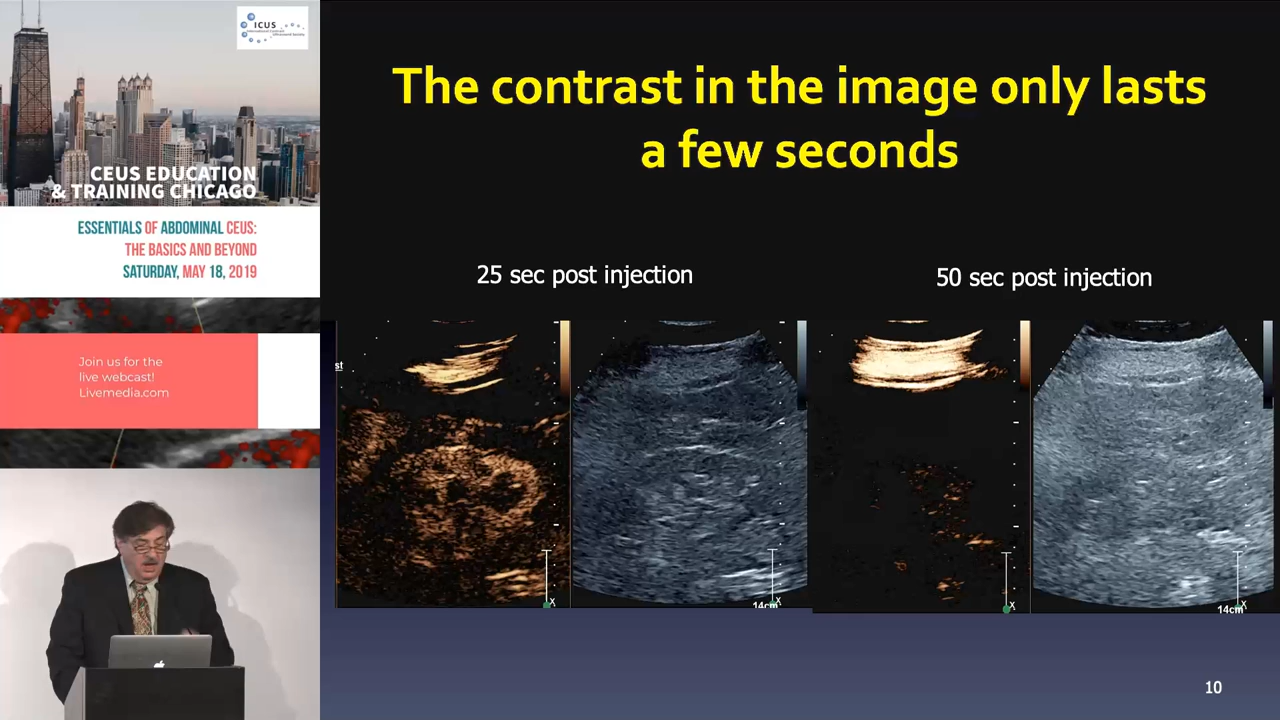 ICUS
CEUS EDUCATION
& TRAINING CHICAGO
ESSENTIALS OF ABDOMINAL CEUS:
THE BASICS AND BEYOND
SATURDAY, MAY 18, 2019
Join us for the
live webcast!
Livemedia.com
The contrast in the image only lasts
a few seconds
25 sec post injection
50 sec post injection
st
X
14cm
X
X
14cm
X
10